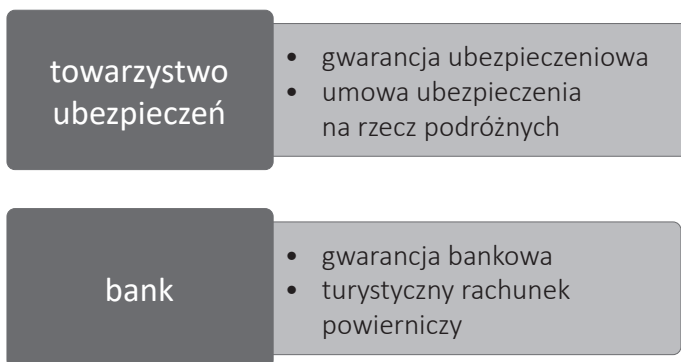 towarzystwo
ubezpieczeń
• gwarancja ubezpieczeniowa
• umowa ubezpieczenia
na rzecz podróżnych
bank
• gwarancja bankowa
• turystyczny rachunek
powierniczy